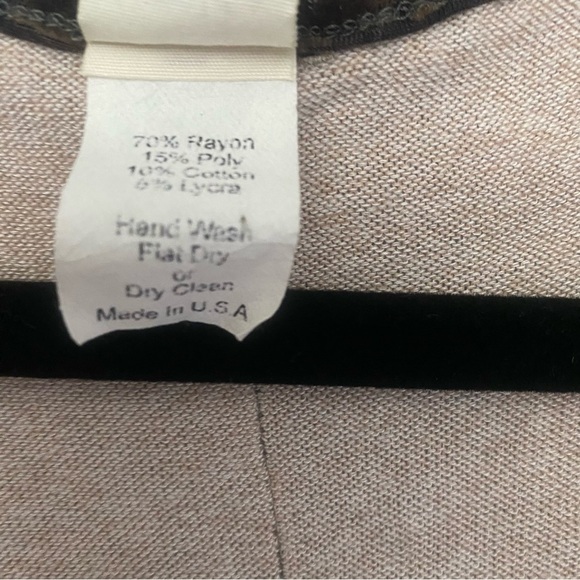 70% Rayon
15% Poly
10% Cotton
5% Lycra
Hand Wash
Flat Dry
or
Dry Clean
Made In U.S.A